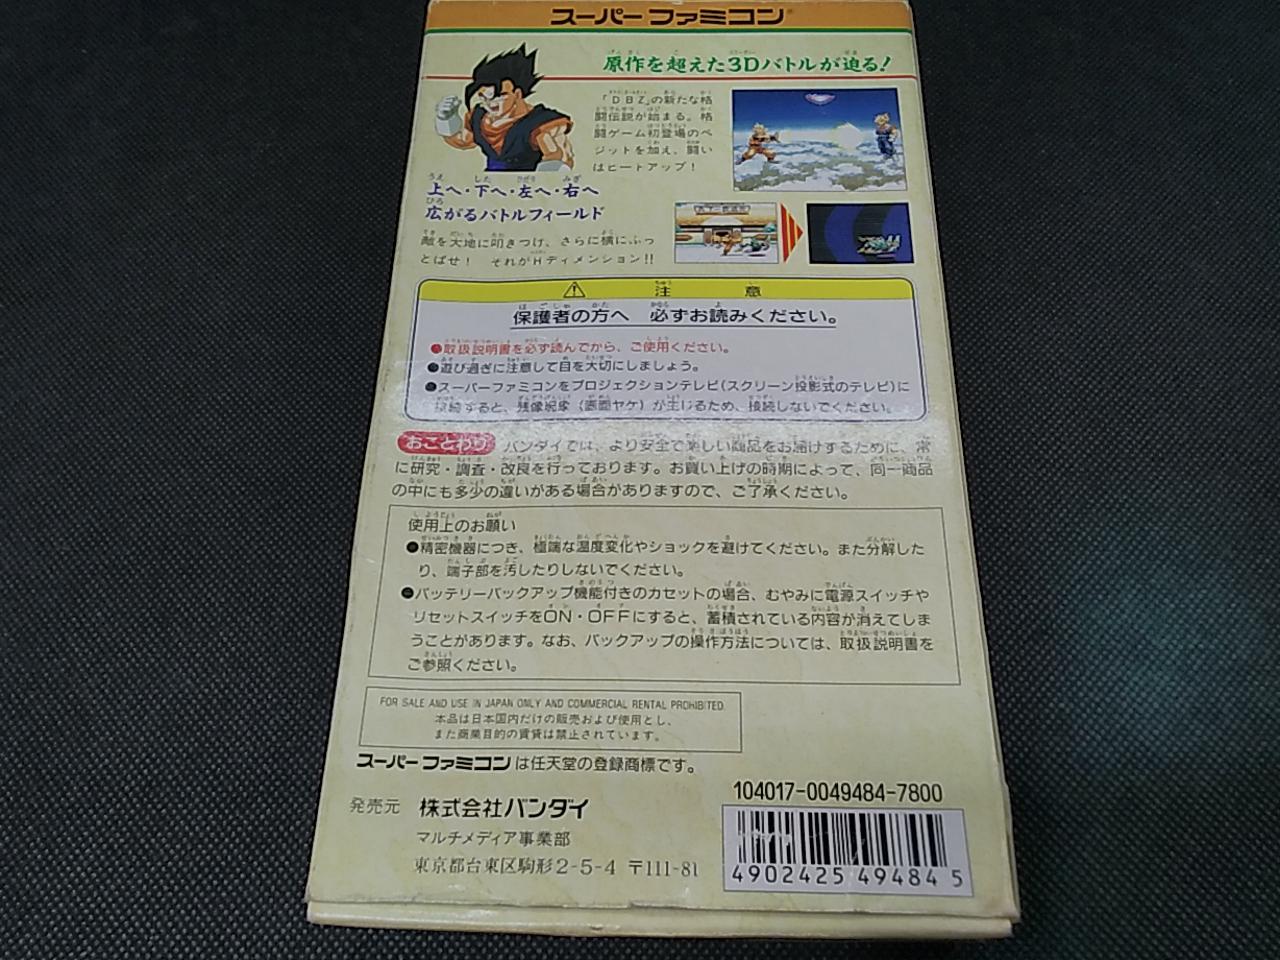 スーパーファミコン
原作を超えた3Dバトルが迫る!
「DBZ」の新たな格
闘伝説が始まる。格
闘ゲーム初登場のベ
ジットを加え、闘い
はヒートアップ!
上へ・下へ・左へ・右へ
広がるバトルフィールド
敵を大地に叩きつけ、さらに横にふっ
とばせ! それがHディメンション!!
注 意
保護者の方へ 必ずお読みください。
●取扱説明書を必ず読んでから、ご使用ください。
●遊び過ぎに注意して目を大切にしましょう。
●スーパーファミコンをプロジェクションテレビ(スクリーン投影式のテレビ)に
接続すると、残像現象(画面ヤケ)が生じるため、接続しないでください。
おことわり バンダイでは、より安全で楽しい商品をお届けするために、常
に研究・調査・改良を行っております。お買い上げの時期によって、同一商品
の中にも多少の違いがある場合がありますので、ご了承ください。
使用上のお願い
●精密機器につき、極端な温度変化やショックを避けてください。また分解した
り、端子部を汚したりしないでください。
●バッテリーバックアップ機能付きのカセットの場合、むやみに電源スイッチや
リセットスイッチをON・OFFにすると、蓄積されている内容が消えてしま
うことがあります。なお、バックアップの操作方法については、取扱説明書を
ご参照ください。
FOR SALE AND USE IN JAPAN ONLY AND COMMERCIAL RENTAL PROHIBITED.
本品は日本国内だけの販売および使用とし、
また商業目的の賃貸は禁止されています。
スーパーファミコンは任天堂の登録商標です。
発売元 株式会社バンダイ
マルチメディア事業部
東京都台東区駒形2-5-4 〒111-81
104017-0049484-7800
4902425 494845